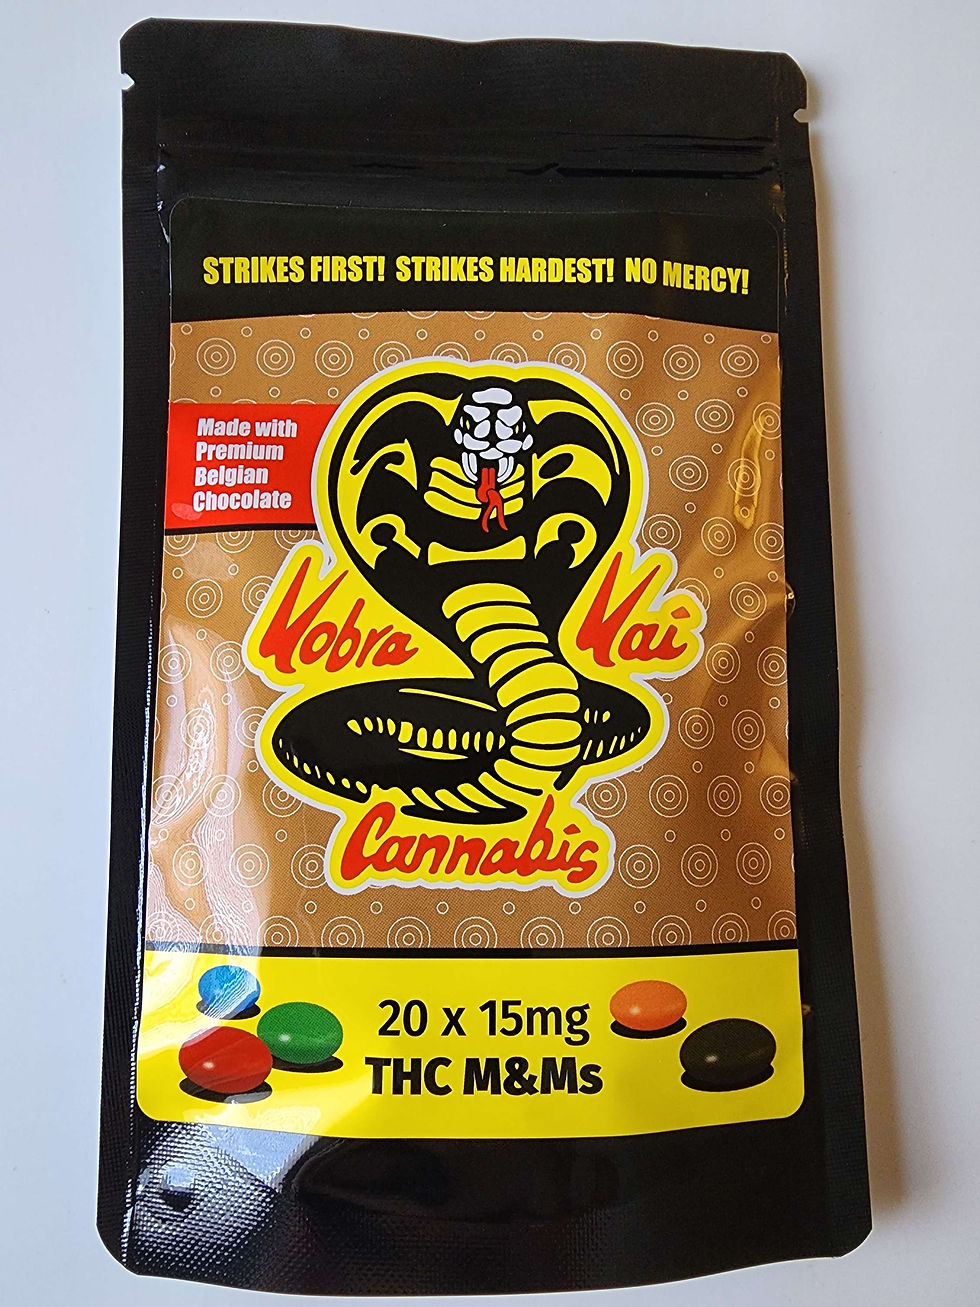 STRIKES FIRST! STRIKES HARDEST! NO MERCY!
Made with
Premium
Belgian
Chocolate
Kobra Kai
Cannabis
20 x 15mg
THC M&Ms